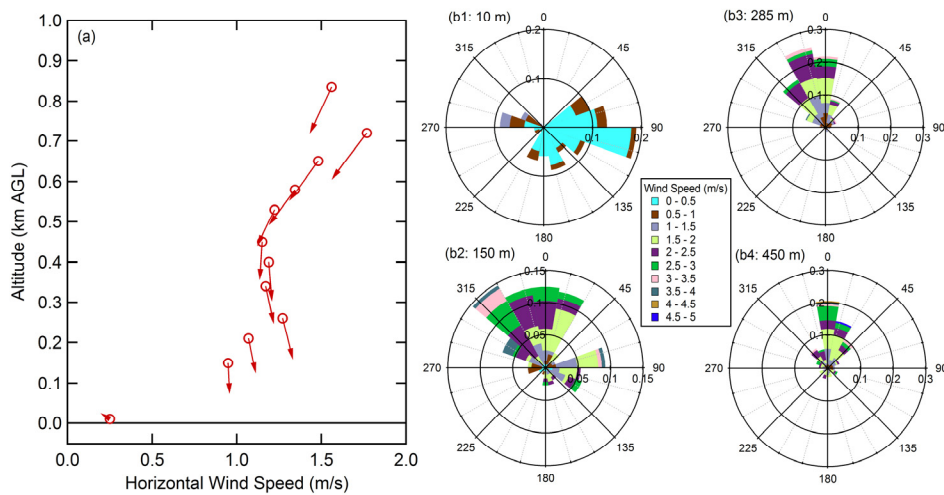 (a)
1.0
0.9
0.8
0.7
0.6
0.5
0.4
0.3
0.2
0.1
0.0
Altitude (km AGL)
0.0 0.5 1.0 1.5 2.0
Horizontal Wind Speed (m/s)
(b1: 10 m)
0
45
90
135
180
225
270
315
0.2
0.1
0.1 0.2
(b3: 285 m)
0
45
90
135
180
225
270
315
0.3
0.2
0.1
0.1 0.2 0.3
Wind Speed (m/s)
0 - 0.5
0.5 - 1
1 - 1.5
1.5 - 2
2 - 2.5
2.5 - 3
3 - 3.5
3.5 - 4
4 - 4.5
4.5 - 5
(b2: 150 m)
0
45
90
135
180
225
270
315
0.15
0.1
0.05
0.05 0.1 0.15
(b4: 450 m)
0
45
90
135
180
225
270
315
0.3
0.2
0.1
0.1 0.2 0.3